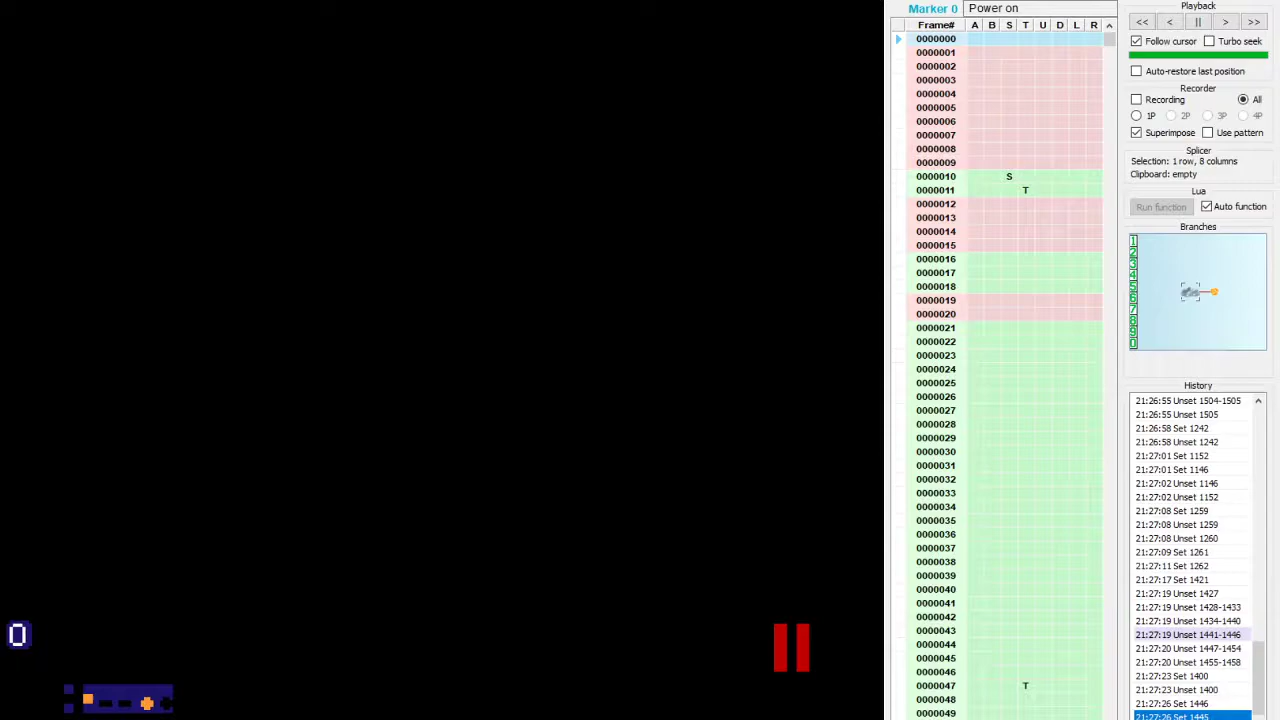 Marker 0 Power on
Frame# A B S T U D L R
0000000
0000001
0000002
0000003
0000004
0000005
0000006
0000007
0000008
0000009
0000010 S
0000011 T
0000012
0000013
0000014
0000015
0000016
0000017
0000018
0000019
0000020
0000021
0000022
0000023
0000024
0000025
0000026
0000027
0000028
0000029
0000030
0000031
0000032
0000033
0000034
0000035
0000036
0000037
0000038
0000039
0000040
0000041
0000042
0000043
0000044
0000045
0000046
0000047 T
0000048
0000049
0
Playback
<< < || > >>
Follow cursor Turbo seek
Auto-restore last position
Recorder
Recording All
1P 2P 3P 4P
Superimpose Use pattern
Splicer
Selection: 1 row, 8 columns
Clipboard: empty
Lua
Run function Auto function
Branches
1
2
3
4
5
6
7
8
9
0
History
21:26:55 Unset 1504-1505
21:26:55 Unset 1505
21:26:58 Set 1242
21:26:58 Unset 1242
21:27:01 Set 1152
21:27:01 Set 1146
21:27:02 Unset 1146
21:27:02 Unset 1152
21:27:08 Set 1259
21:27:08 Unset 1259
21:27:08 Unset 1260
21:27:09 Set 1261
21:27:11 Set 1262
21:27:17 Set 1421
21:27:19 Unset 1427
21:27:19 Unset 1428-1433
21:27:19 Unset 1434-1440
21:27:19 Unset 1441-1446
21:27:20 Unset 1447-1454
21:27:20 Unset 1455-1458
21:27:23 Set 1400
21:27:23 Unset 1400
21:27:26 Set 1446
21:27:26 Set 1445